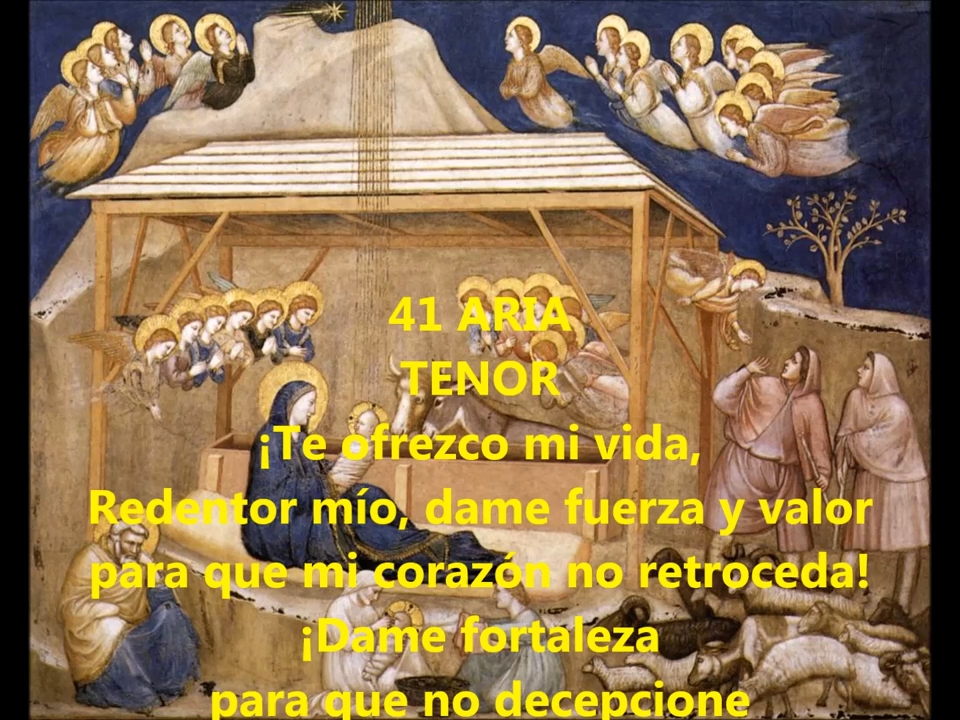 41 ARIA
TENOR
¡Te ofrezco mi vida,
Redentor mío, dame fuerza y valor
para que mi corazón no retroceda!
¡Dame fortaleza
para que no decepcione